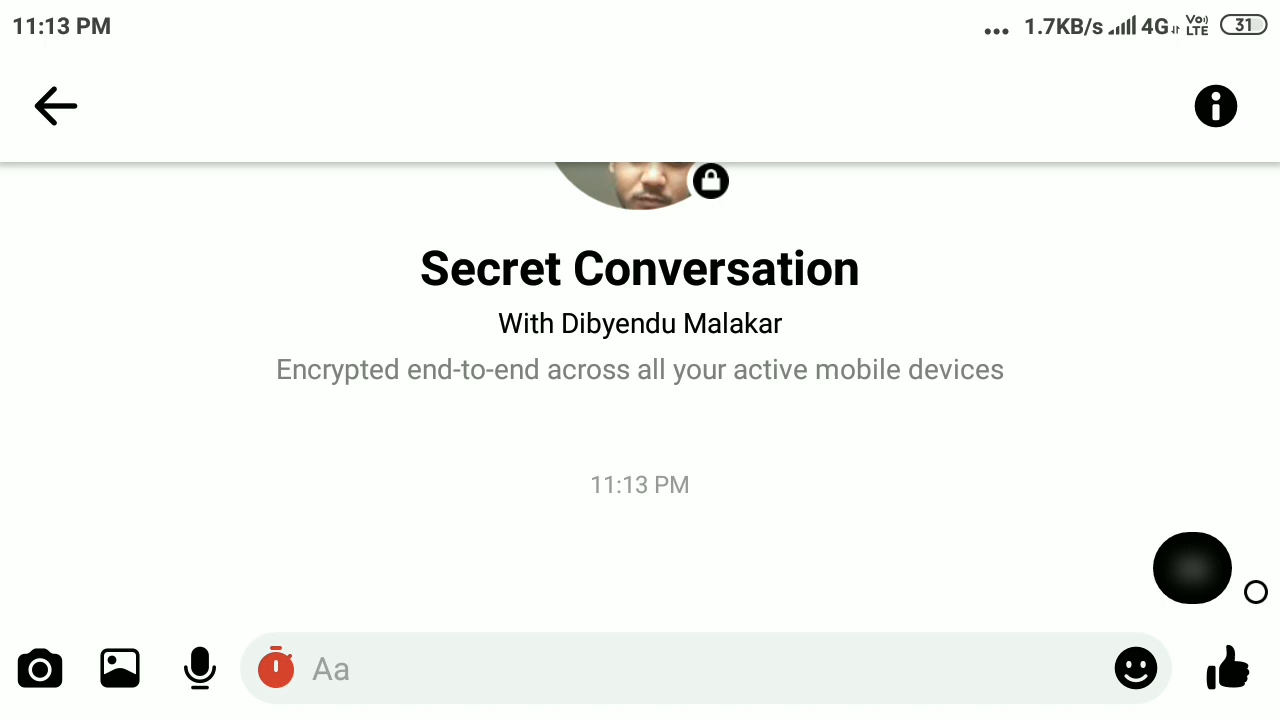 11:13 PM
... 1.7KB/s 4G Vo) LTE 31
Secret Conversation
With Dibyendu Malakar
Encrypted end-to-end across all your active mobile devices
11:13 PM
Aa